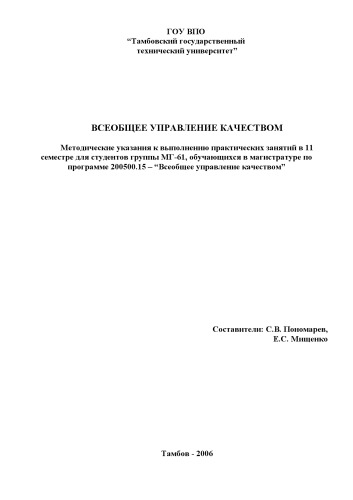 ГОУ ВПО
“Тамбовский государственный
технический университет”
ВСЕОБЩЕЕ УПРАВЛЕНИЕ КАЧЕСТВОМ
Методические указания к выполнению практических занятий в 11
семестре для студентов группы МГ-61, обучающихся в магистратуре по
программе 200500.15 – “Всеобщее управление качеством”
Составители: С.В. Пономарев,
Е.С. Мищенко
Тамбов - 2006